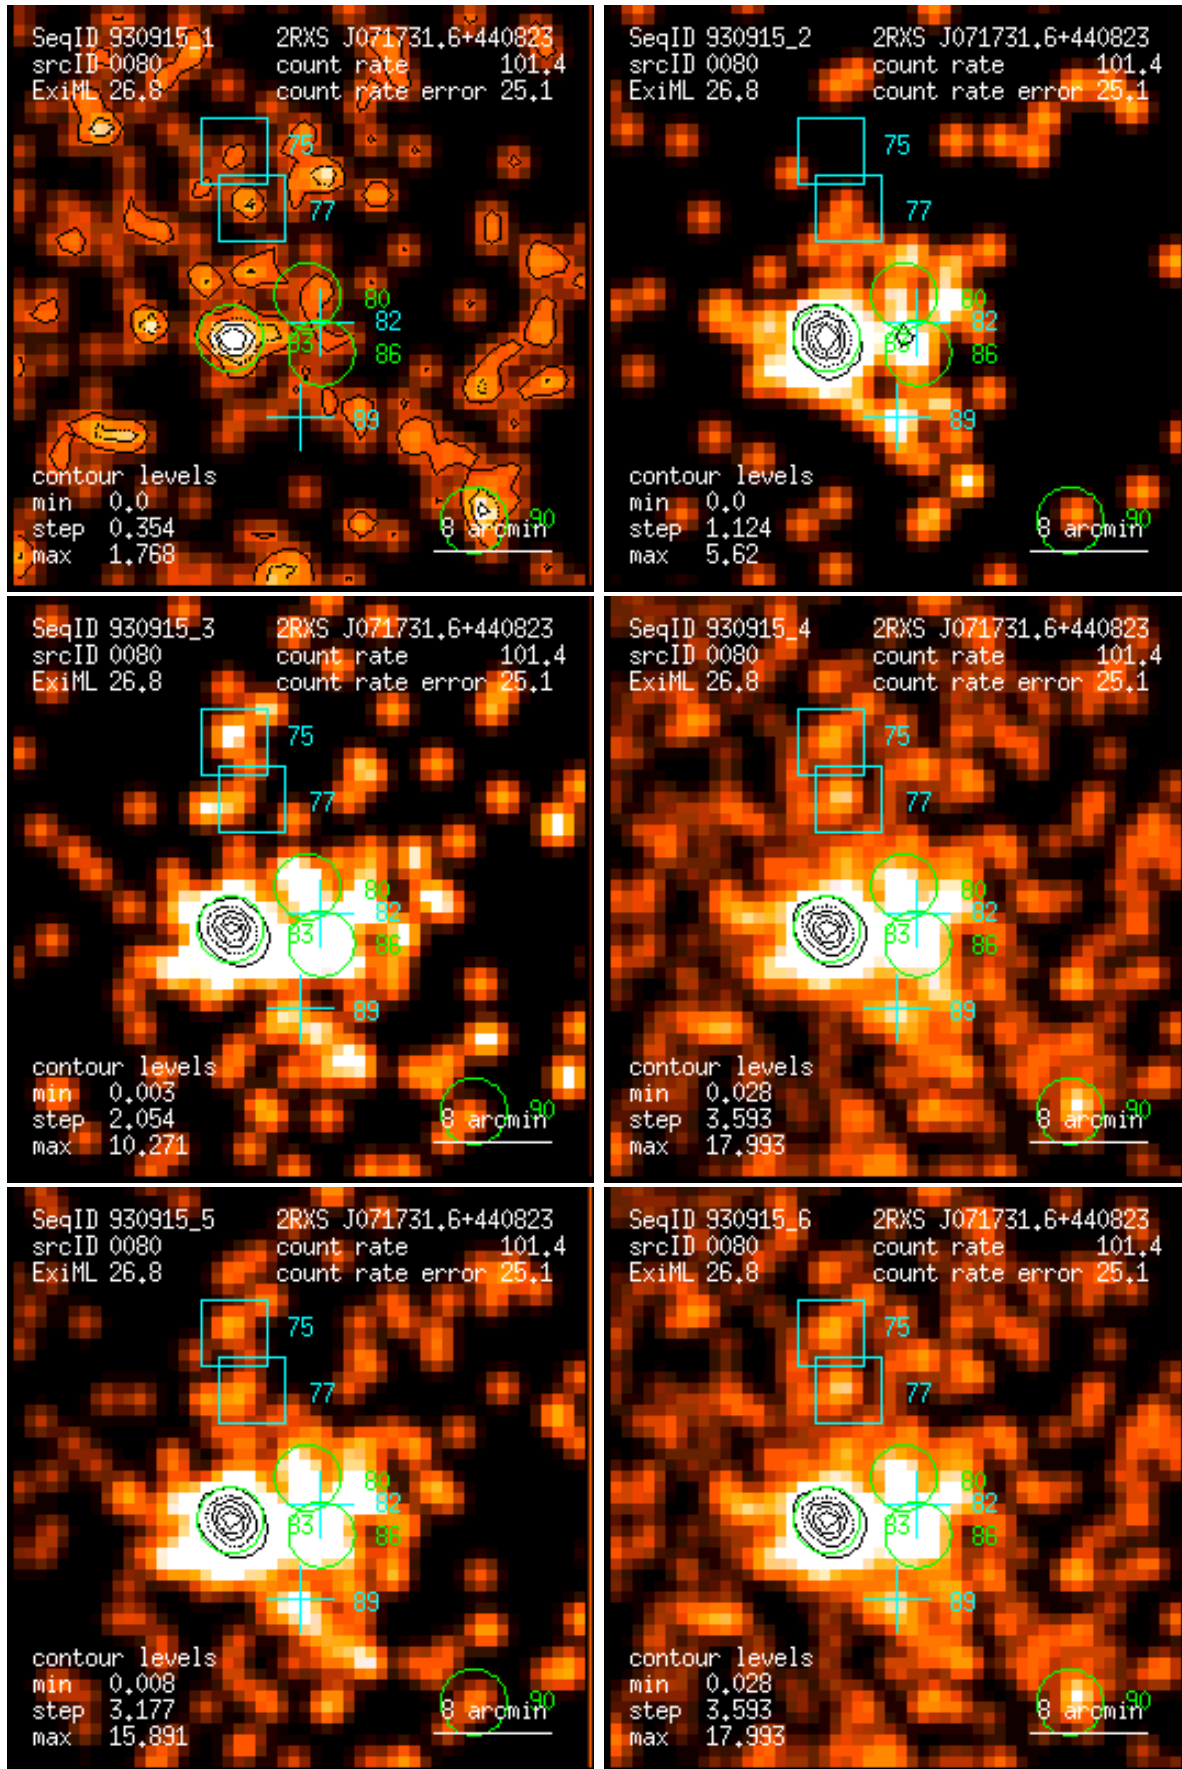 SeqID 930915_1 2RXS J071731.6+440823
srcID 0080 count rate 101.4
ExiML 26.8 count rate error 25.1
75
77
80
82
83 86
89
contour levels
min 0.0
step 0.354
max 1.768
90
8 arcmin
SeqID 930915_2 2RXS J071731.6+440823
srcID 0080 count rate 101.4
ExiML 26.8 count rate error 25.1
75
77
80
82
83 86
89
contour levels
min 0.0
step 1.124
max 5.62
90
8 arcmin
SeqID 930915_3 2RXS J071731.6+440823
srcID 0080 count rate 101.4
ExiML 26.8 count rate error 25.1
75
77
80
82
83 86
89
contour levels
min 0.003
step 2.054
max 10.271
90
8 arcmin
SeqID 930915_4 2RXS J071731.6+440823
srcID 0080 count rate 101.4
ExiML 26.8 count rate error 25.1
75
77
80
82
83 86
89
contour levels
min 0.028
step 3.593
max 17.993
90
8 arcmin
SeqID 930915_5 2RXS J071731.6+440823
srcID 0080 count rate 101.4
ExiML 26.8 count rate error 25.1
75
77
80
82
83 86
89
contour levels
min 0.008
step 3.177
max 15.891
90
8 arcmin
SeqID 930915_6 2RXS J071731.6+440823
srcID 0080 count rate 101.4
ExiML 26.8 count rate error 25.1
75
77
80
82
83 86
89
contour levels
min 0.028
step 3.593
max 17.993
90
8 arcmin